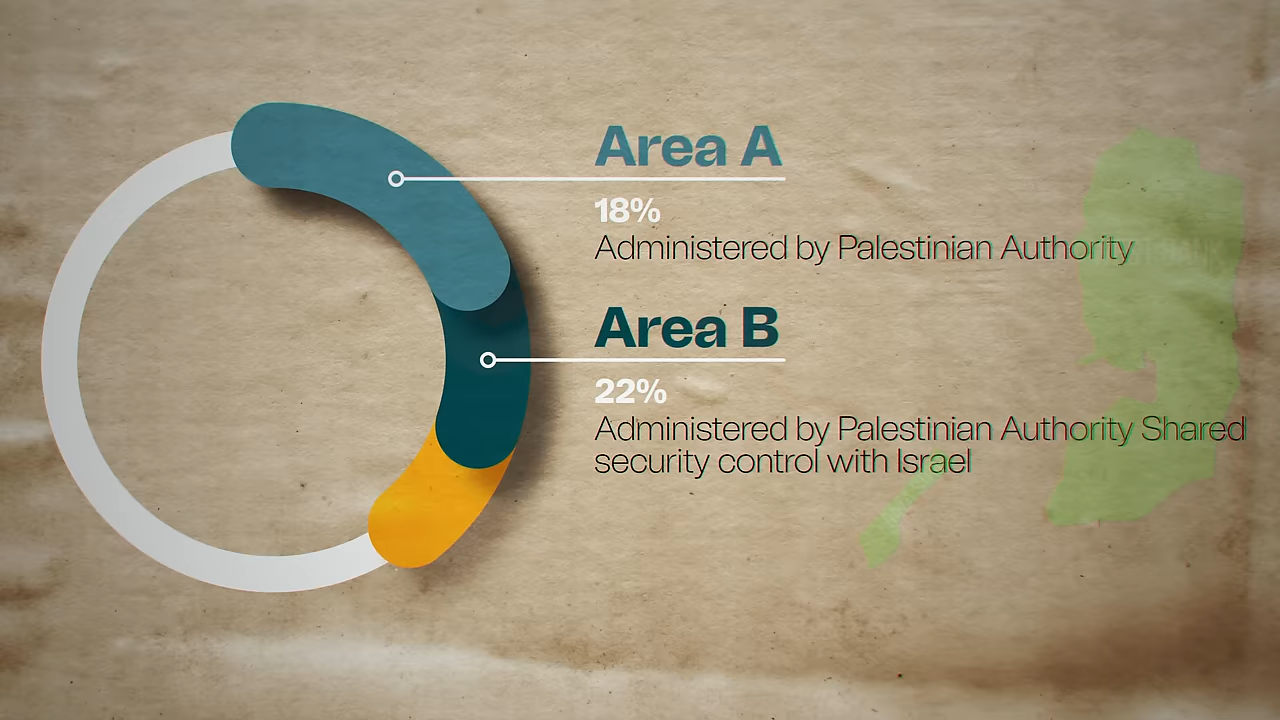 Area A
18%
Administered by Palestinian Authority
Area B
22%
Administered by Palestinian Authority Shared
security control with Israel